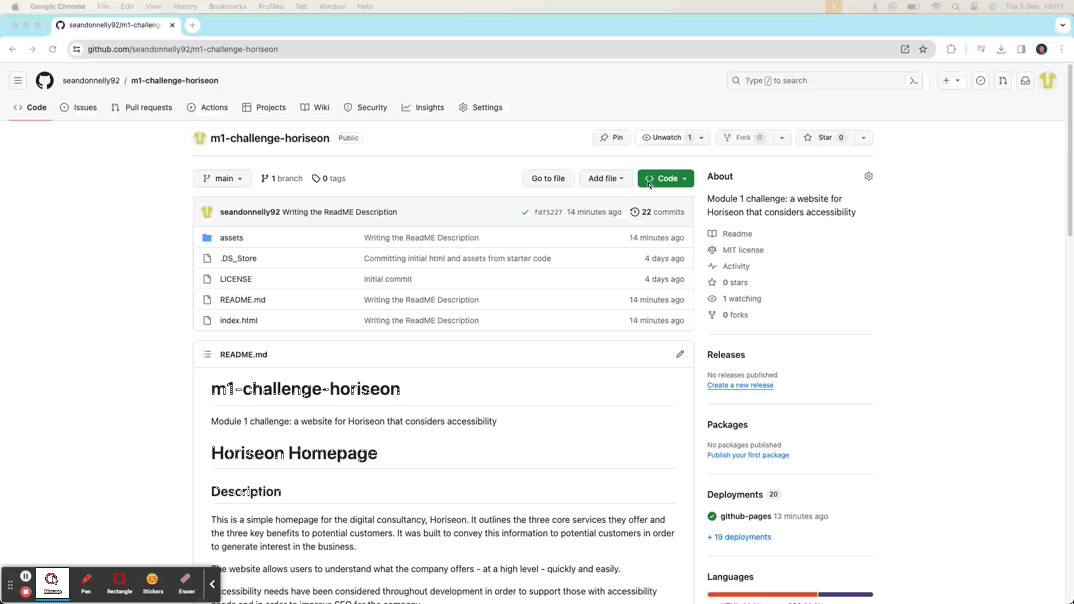 Google Chrome File Edit View History Bookmarks Profiles Tab Window Help Tue 5 Dec 18:01
seandonnelly92/m1-challeng
github.com/seandonnelly92/m1-challenge-horiseon
seandonnelly92 / m1-challenge-horiseon Type / to search
Code Issues Pull requests Actions Projects Wiki Security Insights Settings
m1-challenge-horiseon Public Pin Unwatch 1 Fork 0 Star 0
main 1 branch 0 tags Go to file Add file Code
seandonnelly92 Writing the ReadME Description fdf5227 14 minutes ago 22 commits
assets Writing the ReadME Description 14 minutes ago
.DS_Store Committing initial html and assets from starter code 4 days ago
LICENSE Initial commit 4 days ago
README.md Writing the ReadME Description 14 minutes ago
index.html Writing the ReadME Description 14 minutes ago
README.md
m1-challenge-horiseon
Module 1 challenge: a website for Horiseon that considers accessibility
Horiseon Homepage
Description
This is a simple homepage for the digital consultancy, Horiseon. It outlines the three core services they offer and
the three key benefits to potential customers. It was built to convey this information to potential customers in order
to generate interest in the business.
The website allows users to understand what the company offers - at a high level - quickly and easily.
Accessibility needs have been considered throughout development in order to support those with accessibility
About
Module 1 challenge: a website for
Horiseon that considers accessibility
Readme
MIT license
Activity
0 stars
1 watching
0 forks
Releases
No releases published
Create a new release
Packages
No packages published
Publish your first package
Deployments 20
github-pages 13 minutes ago
+ 19 deployments
Languages
Mouse Pen Rectangle Stickers Eraser